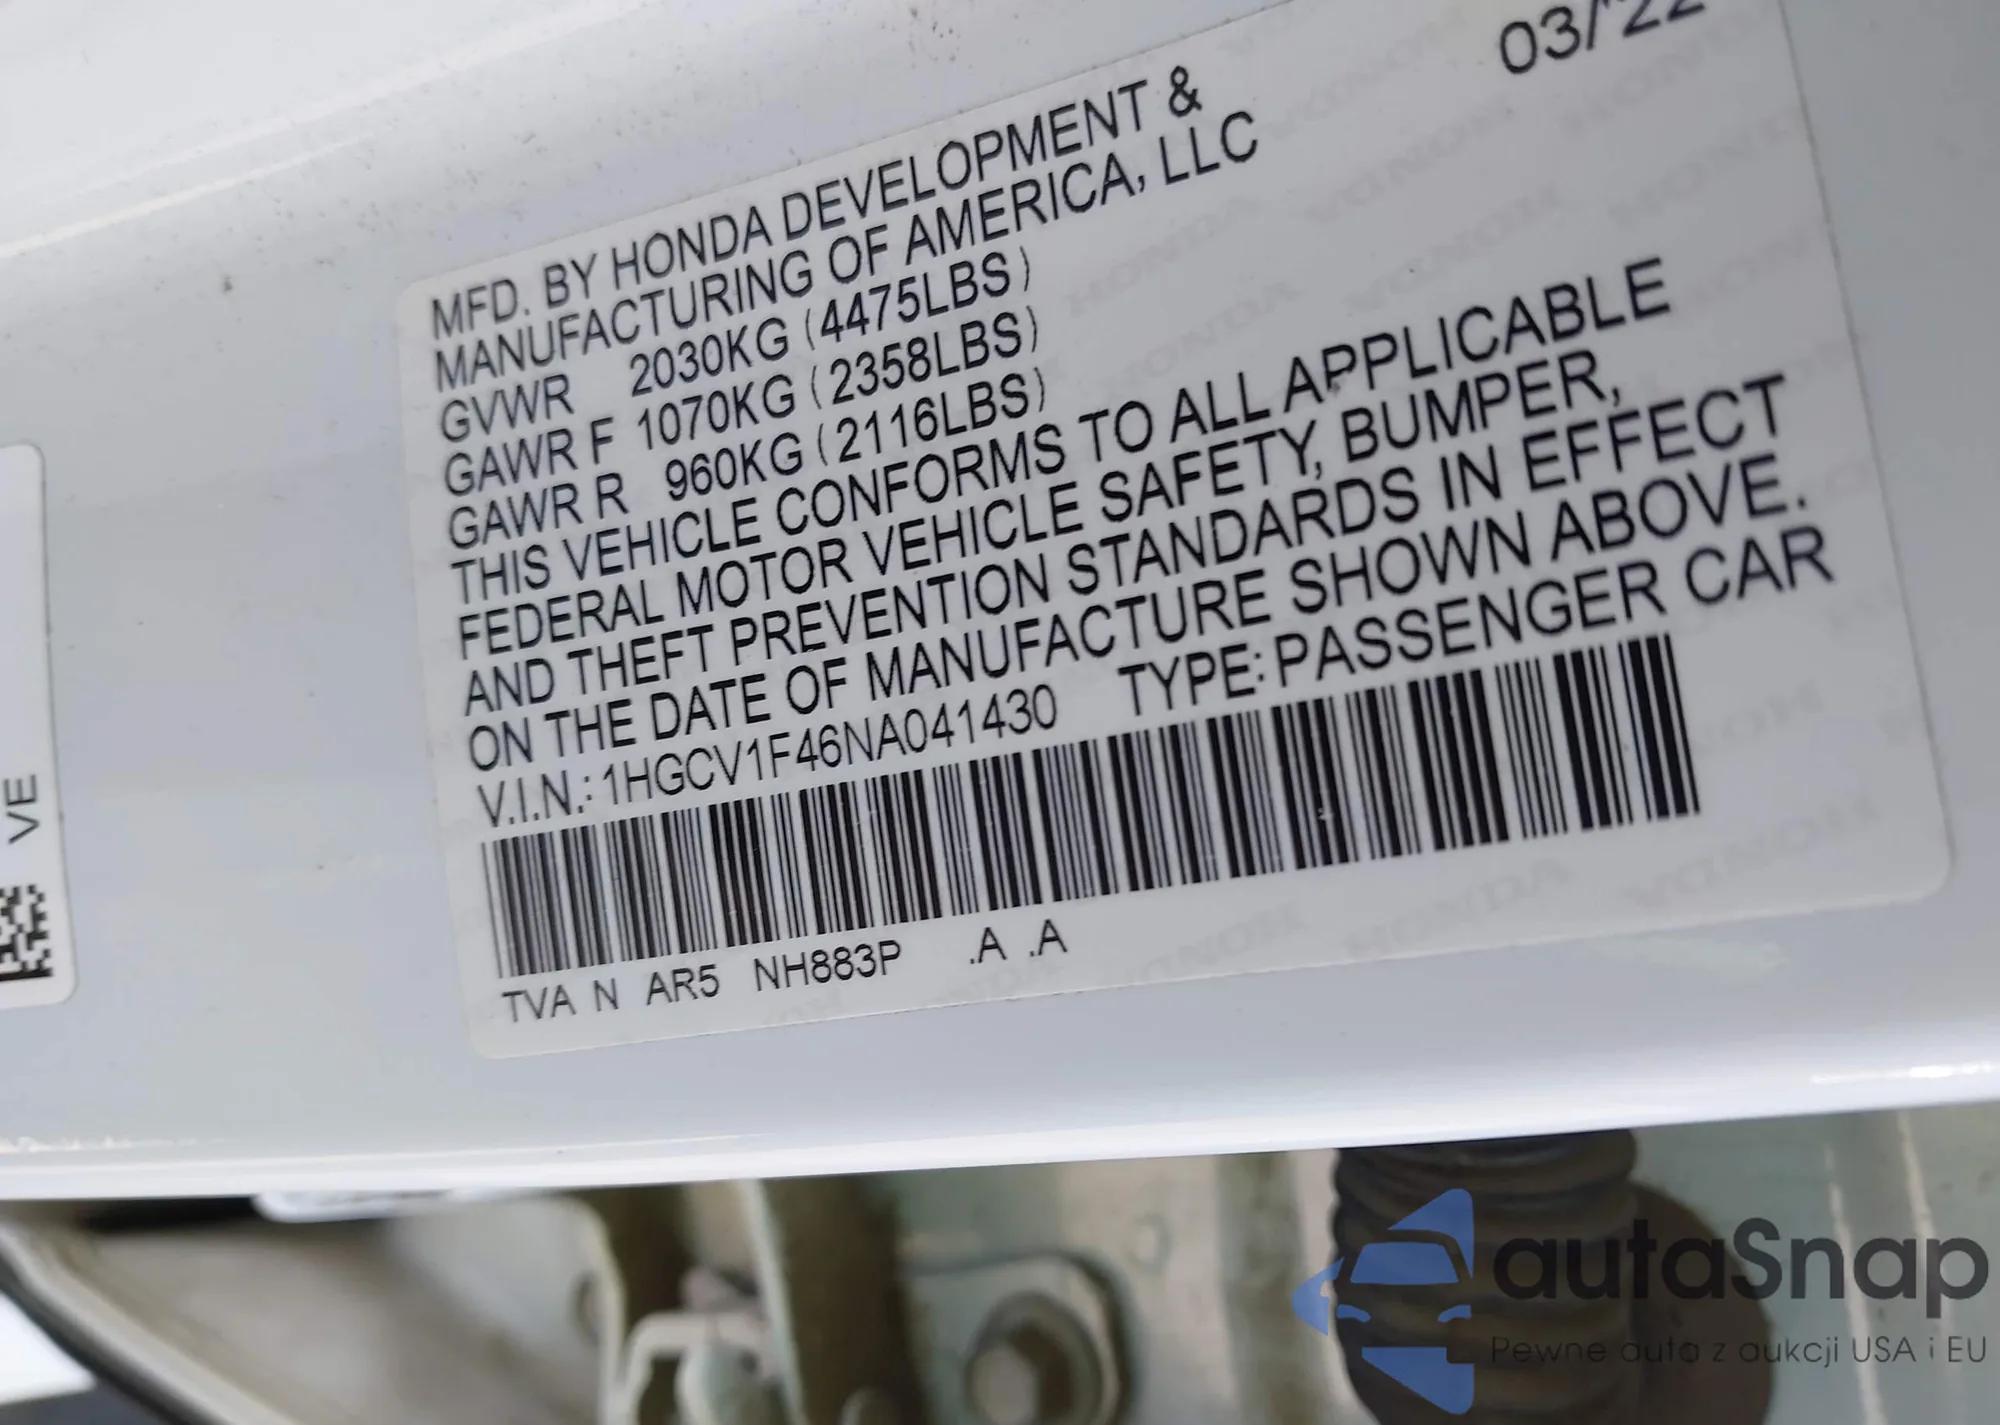 03/22
MFD. BY HONDA DEVELOPMENT &
MANUFACTURING OF AMERICA, LLC
GVWR 2030KG (4475LBS)
GAWR F 1070KG (2358LBS)
GAWR R 960KG (2116LBS)
THIS VEHICLE CONFORMS TO ALL APPLICABLE
FEDERAL MOTOR VEHICLE SAFETY, BUMPER,
AND THEFT PREVENTION STANDARDS IN EFFECT
ON THE DATE OF MANUFACTURE SHOWN ABOVE.
V.I.N.: 1HGCV1F46NA041430 TYPE: PASSENGER CAR
TVA N AR5 NH883P .A .A
VE
autaSnap
Pewne auta z aukcji USA i EU